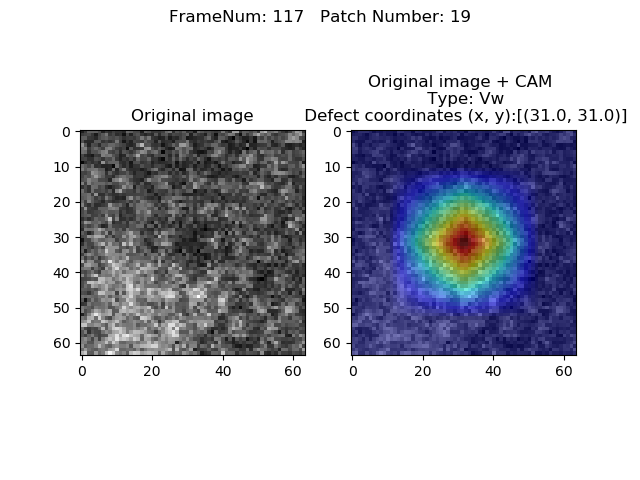 FrameNum: 117   Patch Number: 19
Original image
0
10
20
30
40
50
60
0 20 40 60
Original image + CAM
Type: Vw
Defect coordinates (x, y):[(31.0, 31.0)]
0
10
20
30
40
50
60
0 20 40 60